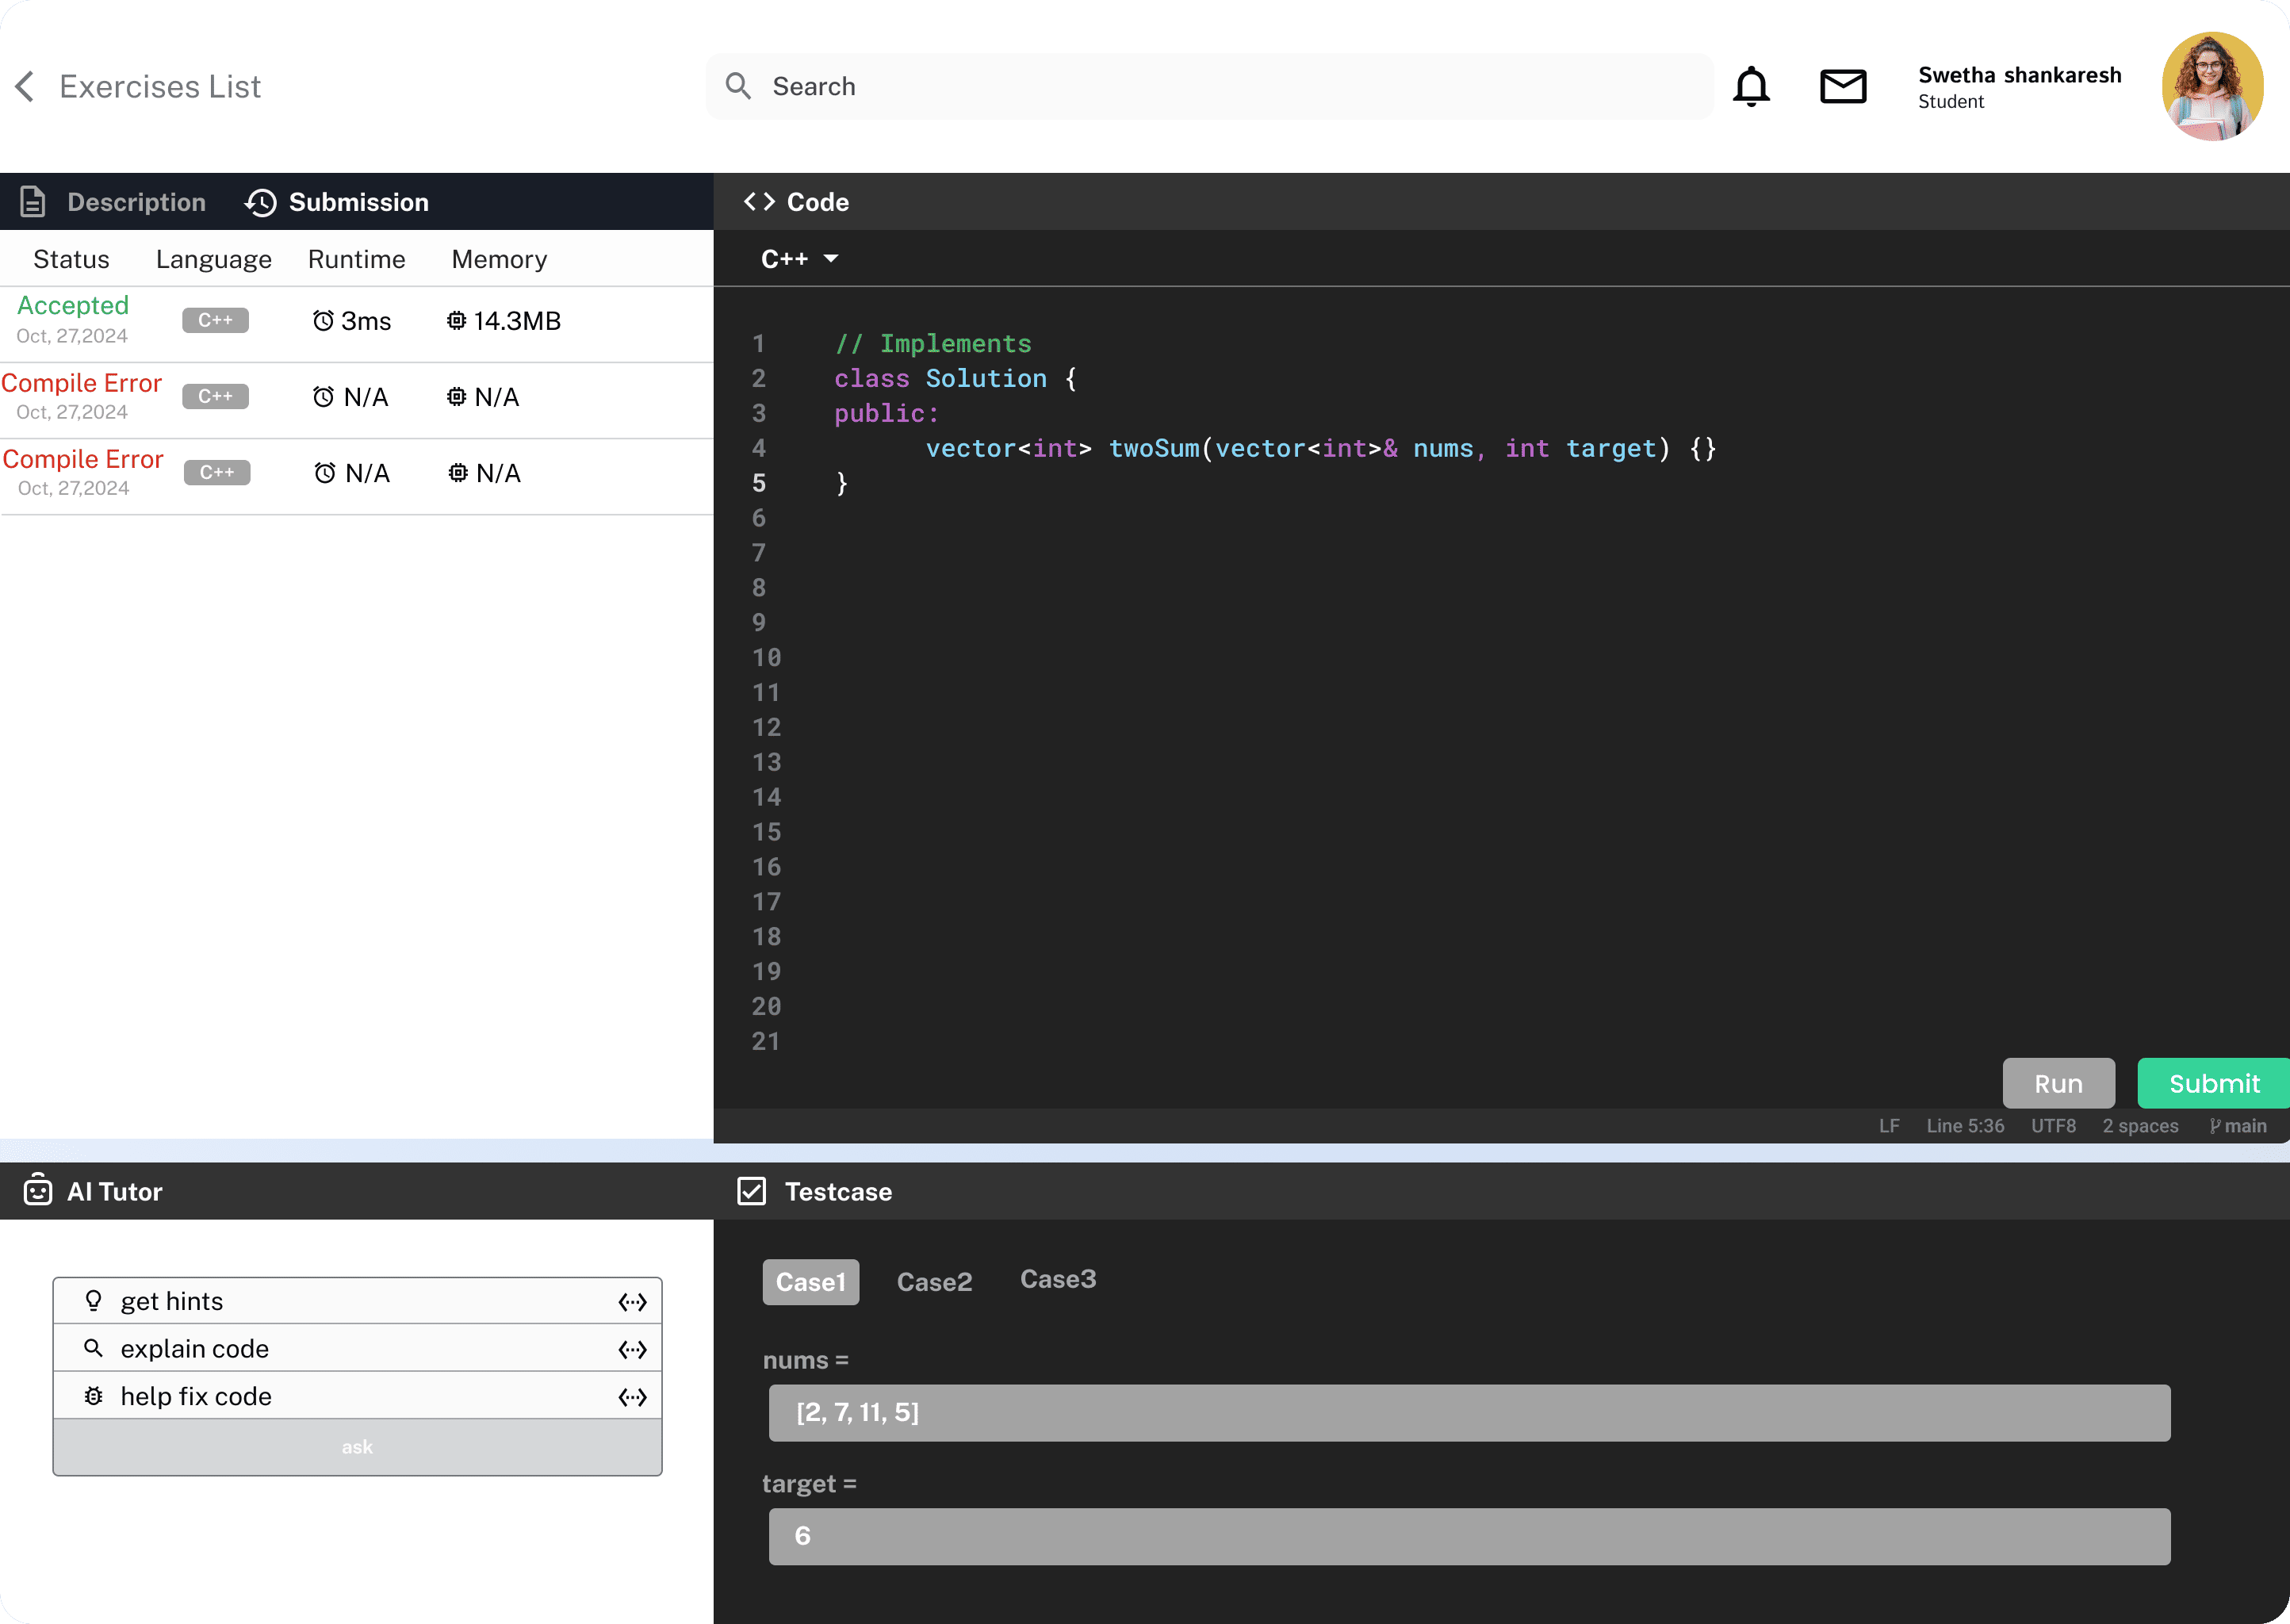 Exercises List
Search
Swetha shankaresh
Student
Description
Submission
Status Language Runtime Memory
Accepted
Oct, 27,2024
C++
3ms
14.3MB
Compile Error
Oct, 27,2024
C++
N/A
N/A
Compile Error
Oct, 27,2024
C++
N/A
N/A
Code
C++
1 // Implements
2 class Solution {
3 public:
4 vector<int> twoSum(vector<int>& nums, int target) {}
5 }
6
7
8
9
10
11
12
13
14
15
16
17
18
19
20
21
Run
Submit
LF Line 5:36 UTF8 2 spaces main
AI Tutor
get hints
explain code
help fix code
ask
Testcase
Case1 Case2 Case3
nums =
[2, 7, 11, 5]
target =
6